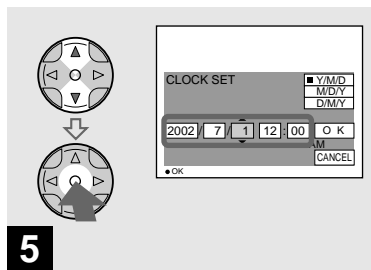 CLOCK SET
Y/M/D
M/D/Y
D/M/Y
2002 / 7 / 1 12 : 00 O K
AM
CANCEL
OK
5